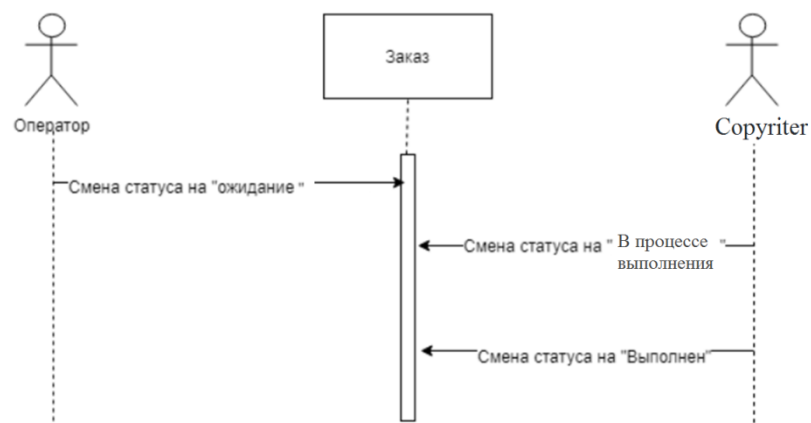 Заказ
Оператор
Copyriter
Смена статуса на "ожидание "
Смена статуса на " В процессе "
выполнения
Смена статуса на "Выполнен"